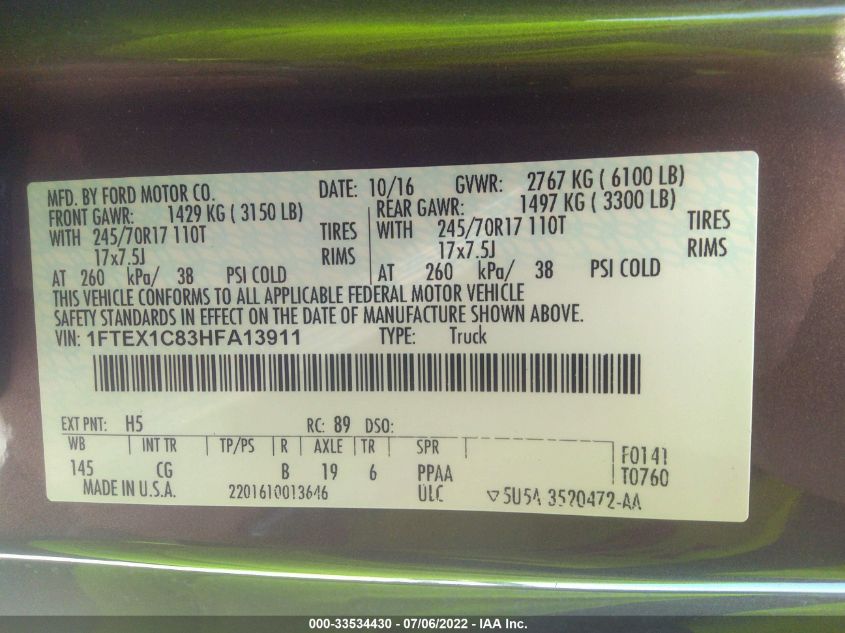 MFD. BY FORD MOTOR CO. DATE: 10/16 GVWR: 2767 KG ( 6100 LB)
FRONT GAWR: 1429 KG ( 3150 LB) REAR GAWR: 1497 KG ( 3300 LB)
WITH 245/70R17 110T TIRES WITH 245/70R17 110T TIRES
17x7.5J RIMS 17x7.5J RIMS
AT 260 kPa/ 38 PSI COLD AT 260 kPa/ 38 PSI COLD
THIS VEHICLE CONFORMS TO ALL APPLICABLE FEDERAL MOTOR VEHICLE
SAFETY STANDARDS IN EFFECT ON THE DATE OF MANUFACTURE SHOWN ABOVE.
VIN: 1FTEX1C83HFA13911 TYPE: Truck
EXT PNT: H5 RC: 89 DSO:
WB INT TR TP/PS R AXLE TR SPR F0141
145 CG B 19 6 PPAA T0760
MADE IN U.S.A. 2201610013646 ULC ▽5U5A 3520472-AA
000-33534430 - 07/06/2022 - IAA Inc.